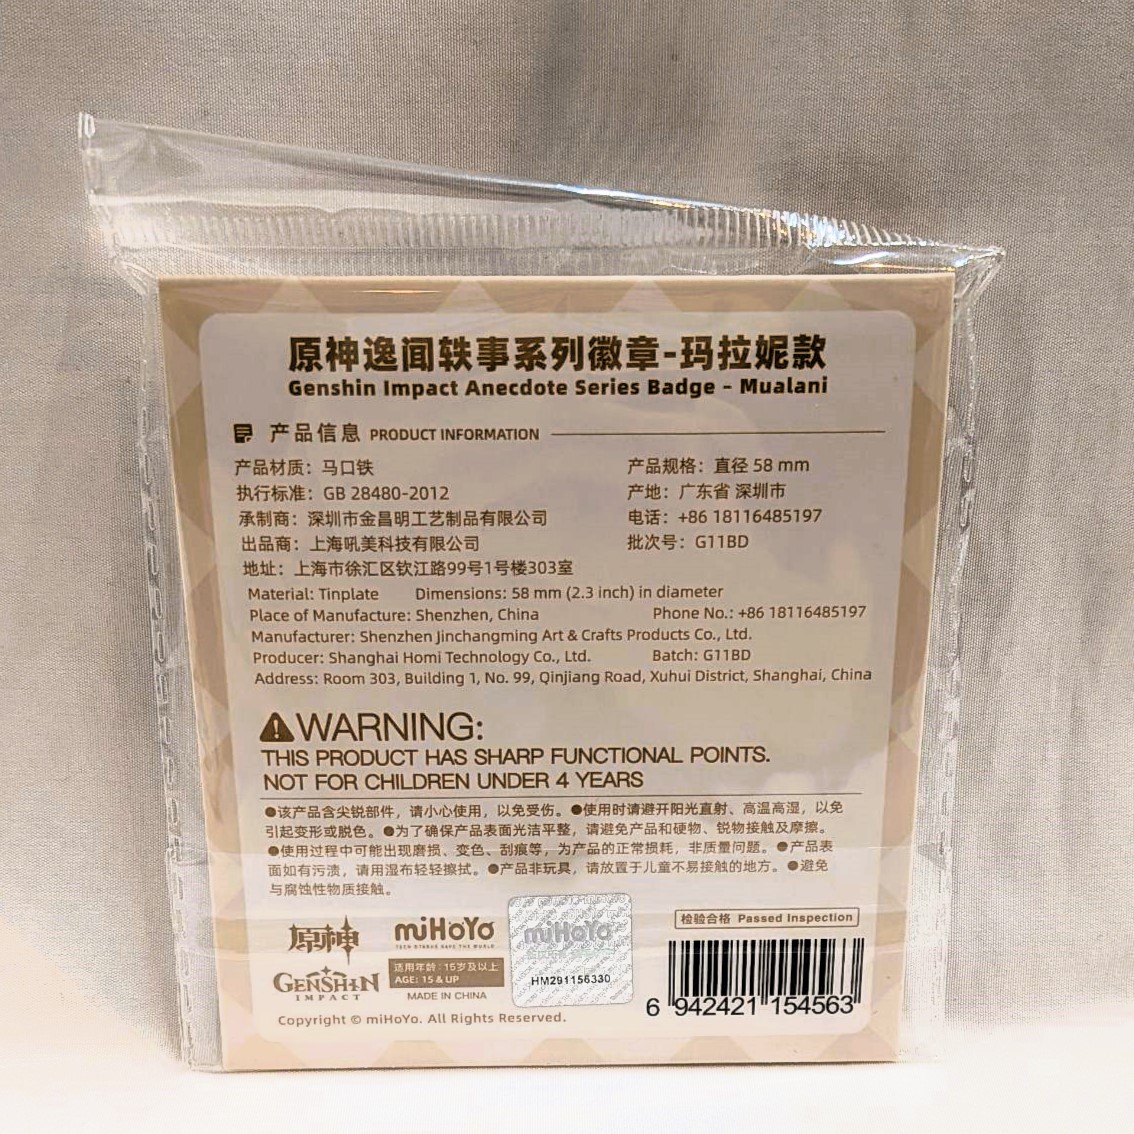 原神逸闻轶事系列徽章-玛拉妮款
Genshin Impact Anecdote Series Badge – Mualani
产品信息 PRODUCT INFORMATION
产品材质：马口铁 产品规格：直径 58 mm
执行标准：GB 28480-2012 产地：广东省 深圳市
承制商：深圳市金昌明工艺制品有限公司 电话：+86 18116485197
出品商：上海吼美科技有限公司 批次号：G11BD
地址：上海市徐汇区钦江路99号1号楼303室
Material: Tinplate Dimensions: 58 mm (2.3 inch) in diameter
Place of Manufacture: Shenzhen, China Phone No.: +86 18116485197
Manufacturer: Shenzhen Jinchangming Art & Crafts Products Co., Ltd.
Producer: Shanghai Homi Technology Co., Ltd. Batch: G11BD
Address: Room 303, Building 1, No. 99, Qinjiang Road, Xuhui District, Shanghai, China
WARNING:
THIS PRODUCT HAS SHARP FUNCTIONAL POINTS.
NOT FOR CHILDREN UNDER 4 YEARS
●该产品含尖锐部件，请小心使用，以免受伤。●使用时请避开阳光直射、高温高湿，以免
引起变形或脱色。●为了确保产品表面光洁平整，请避免产品和硬物、锐物接触及摩擦。
●使用过程中可能出现磨损、变色、刮痕等，为产品的正常损耗，非质量问题。●产品表
面如有污渍，请用湿布轻轻擦拭。●产品非玩具，请放置于儿童不易接触的地方。●避免
与腐蚀性物质接触。
检验合格 Passed Inspection
原神
GENSHIN
IMPACT
miHoYo
TECH OTAKUS SAVE THE WORLD
适用年龄：15岁及以上
AGE: 15 & UP
MADE IN CHINA
miHoYo
HM291156330
6 942421 154563
Copyright © miHoYo. All Rights Reserved.